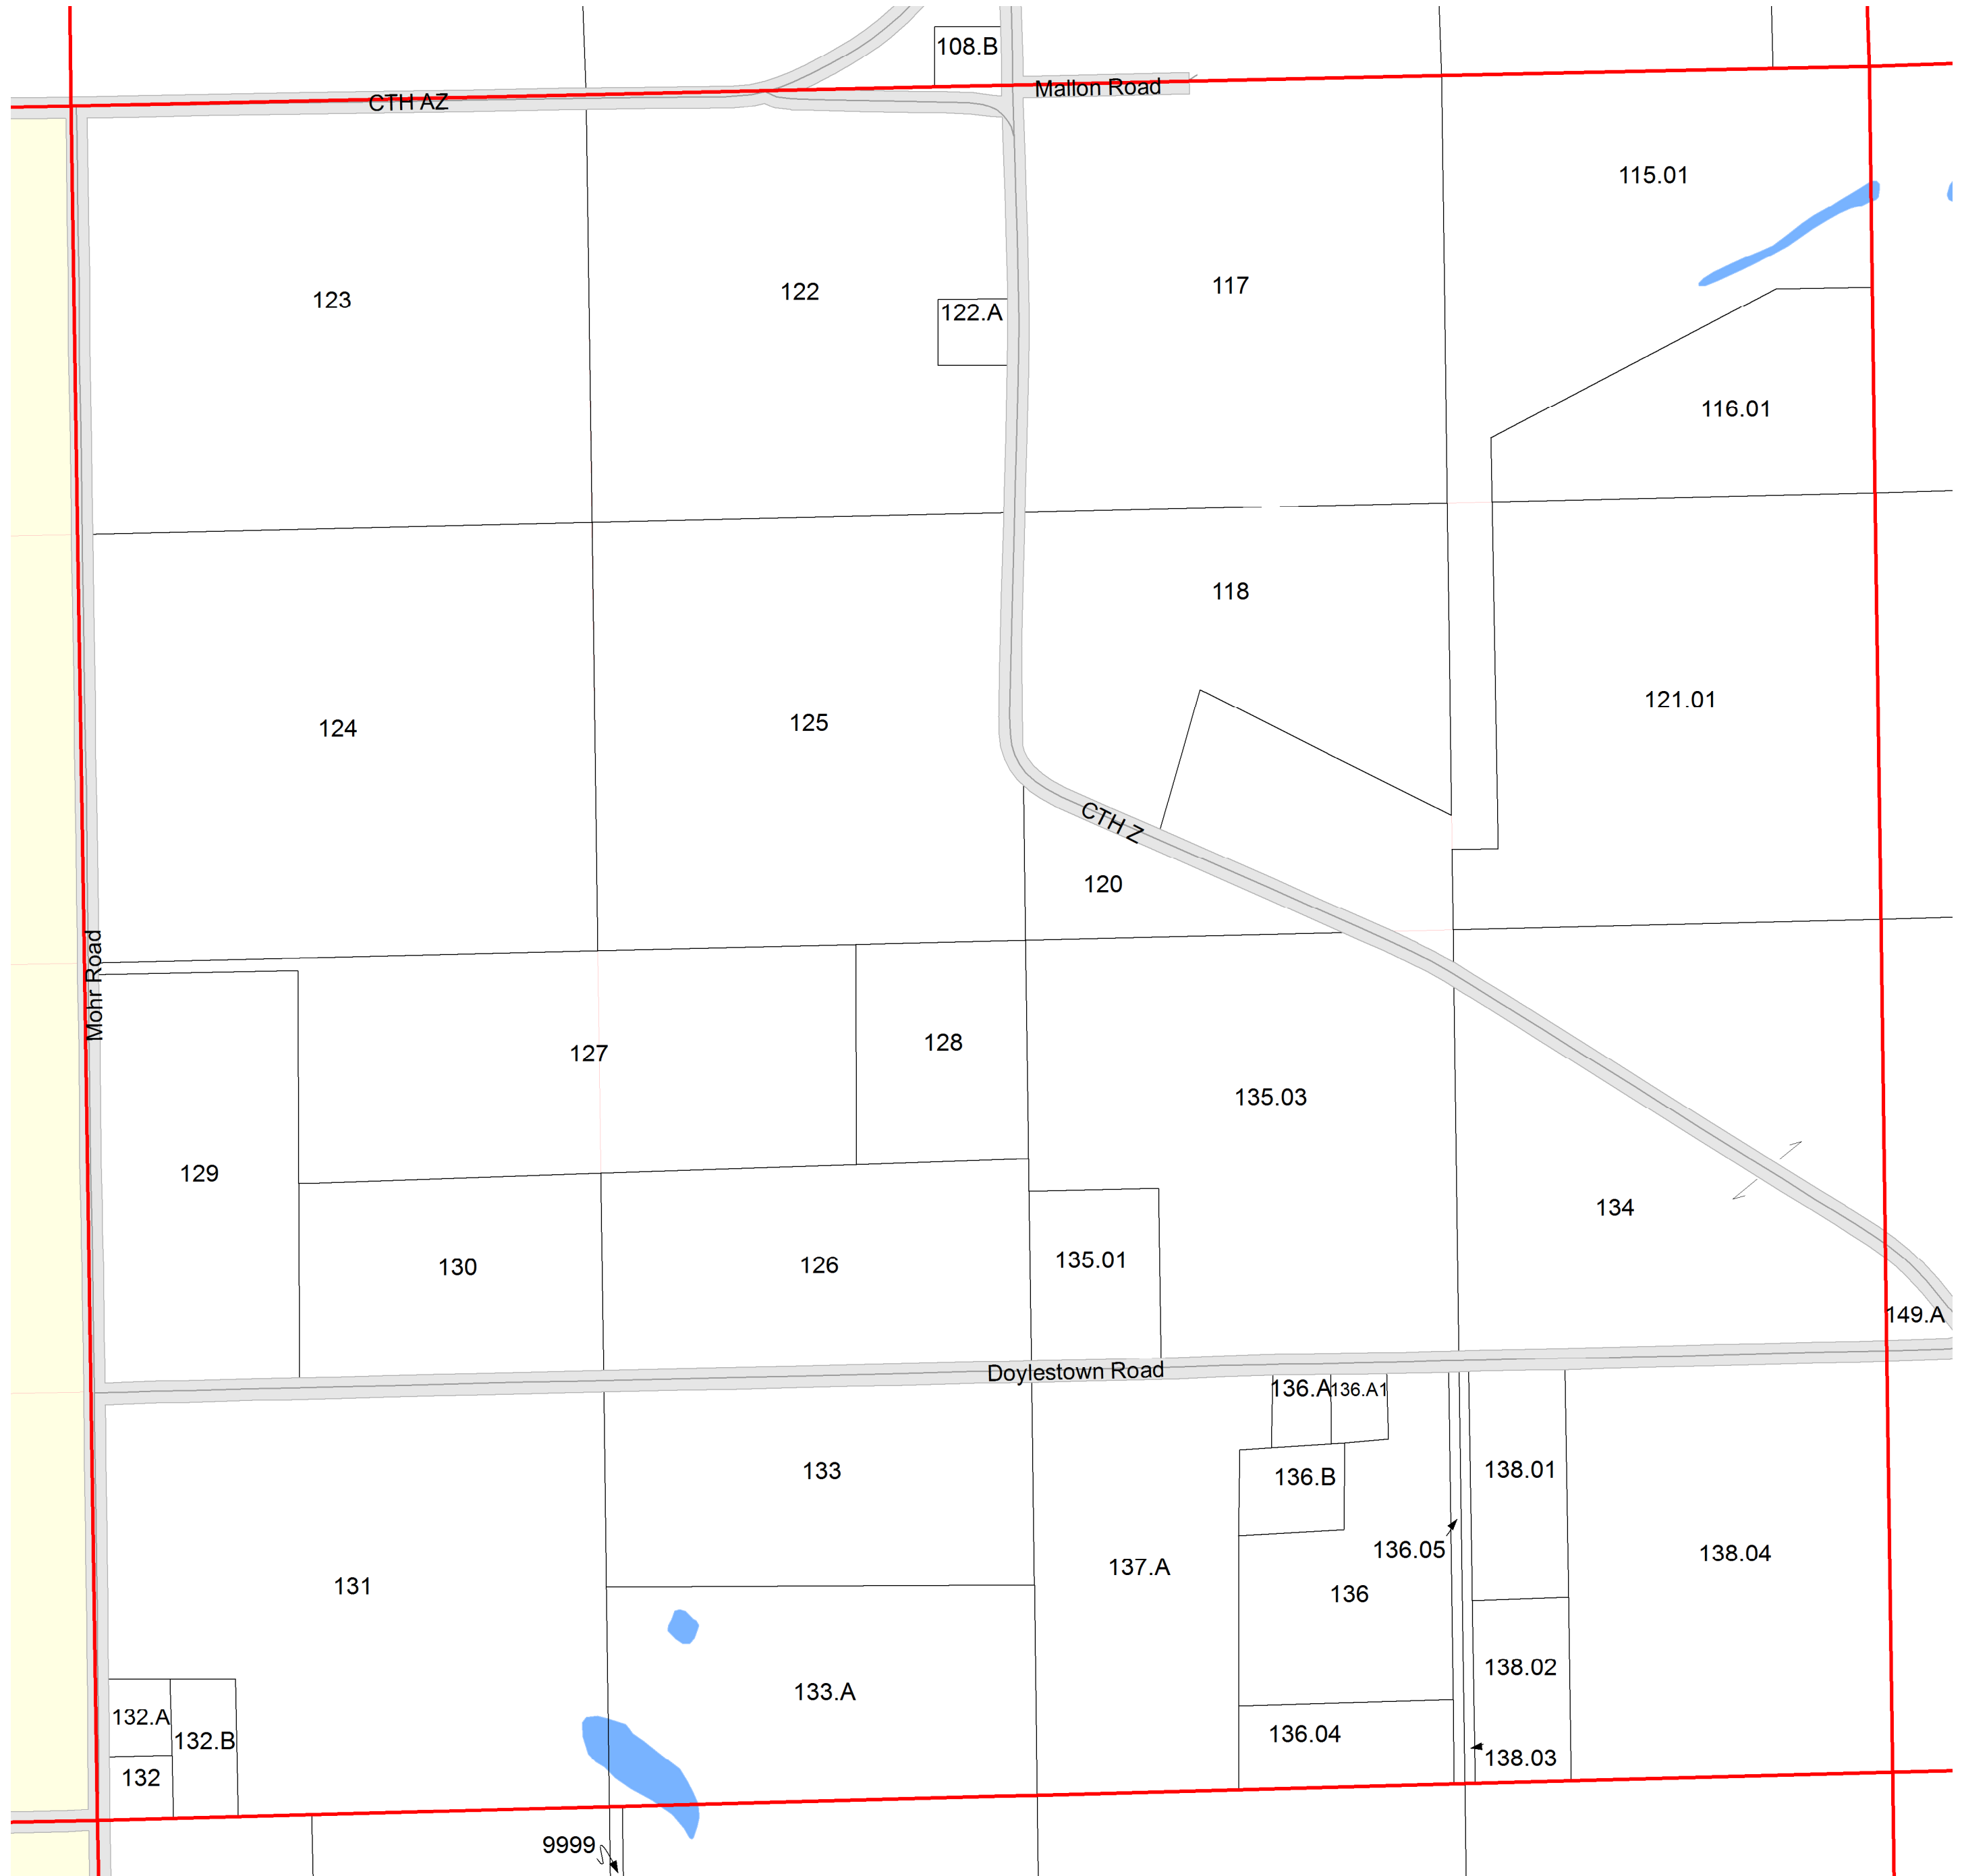 108.B
CTH AZ
Mallon Road
115.01
123
122
117
122.A
116.01
118
124
125
121.01
CTH Z
120
Mohr Road
127
128
135.03
129
134
130
126
135.01
149.A
Doylestown Road
136.A
136.A1
133
136.B
138.01
136.05
137.A
138.04
131
136
138.02
133.A
132.A
132.B
136.04
138.03
132
9999